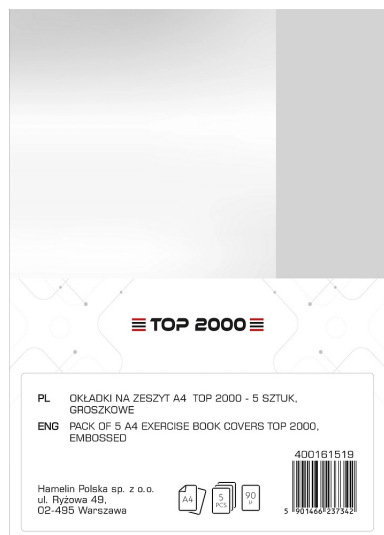 TOP 2000
PL OKŁADKI NA ZESZYT A4 TOP 2000 - 5 SZTUK,
GROSZKOWE
ENG PACK OF 5 A4 EXERCISE BOOK COVERS TOP 2000,
EMBOSSED
400161519
Hamelin Polska sp. z o.o.
ul. Ryżowa 49,
02-495 Warszawa
A4
5
PCS
90
µ
5 901466 237342